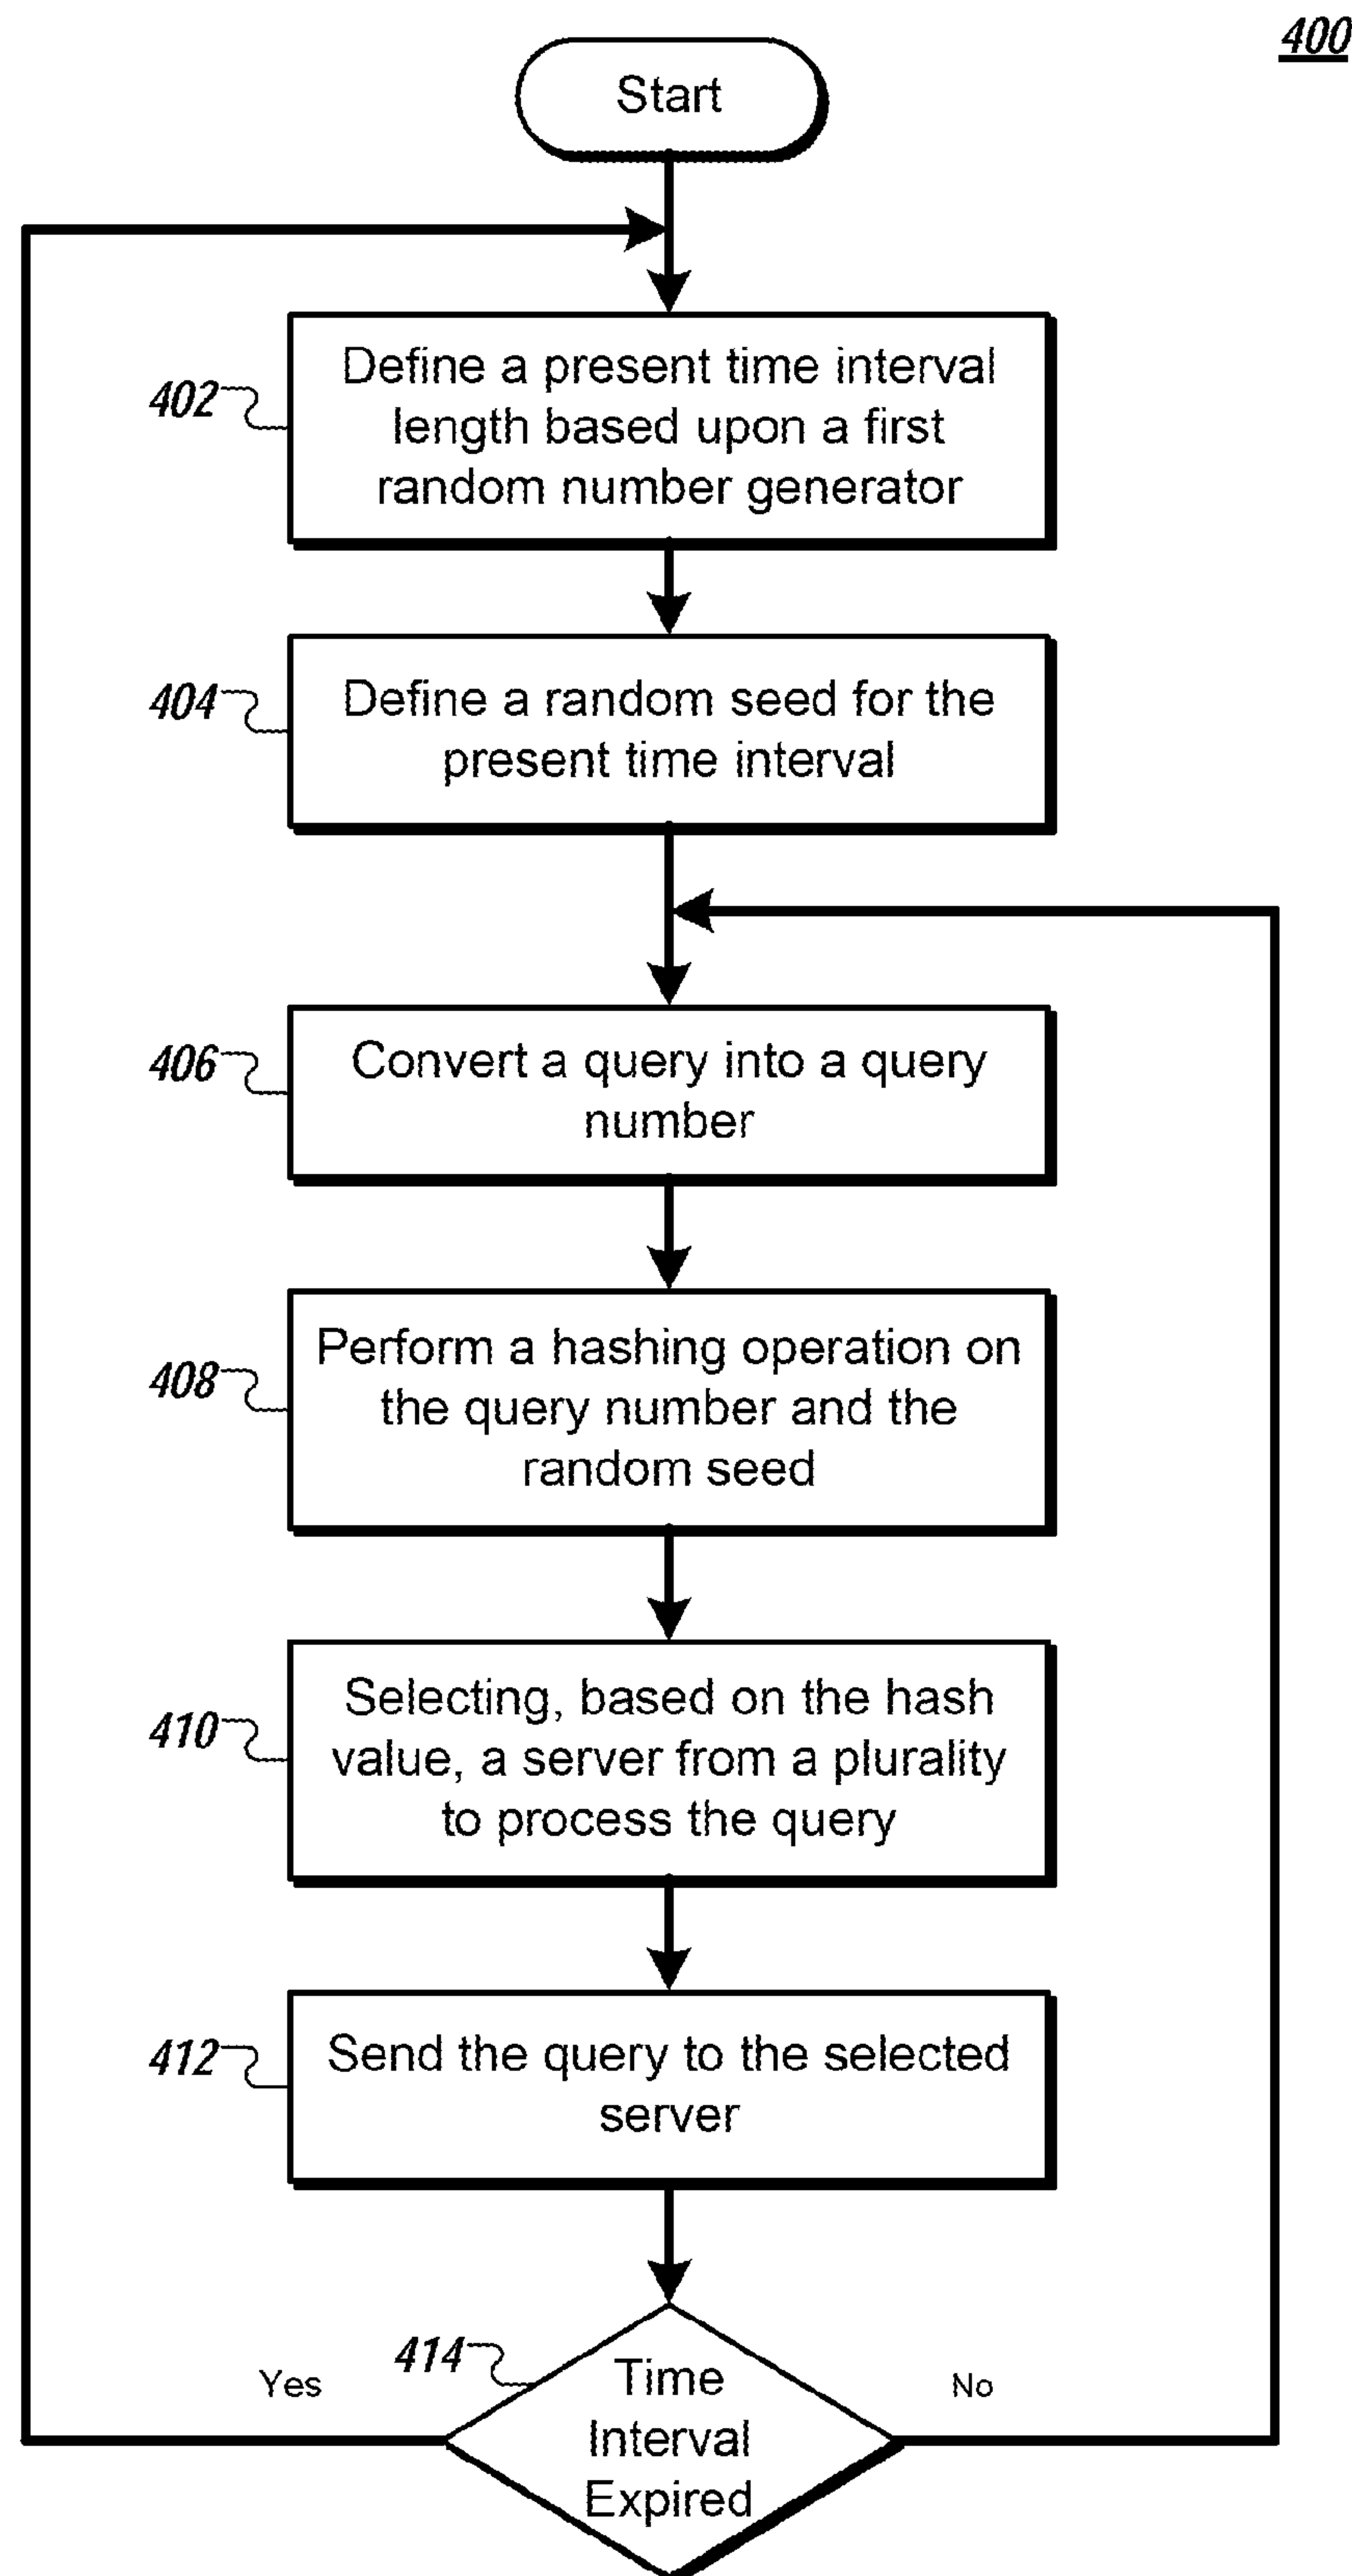 400
Start
402
Define a present time interval
length based upon a first
random number generator
404
Define a random seed for the
present time interval
406
Convert a query into a query
number
408
Perform a hashing operation on
the query number and the
random seed
410
Selecting, based on the hash
value, a server from a plurality
to process the query
412
Send the query to the selected
server
414
Time
Interval
Expired
Yes
No